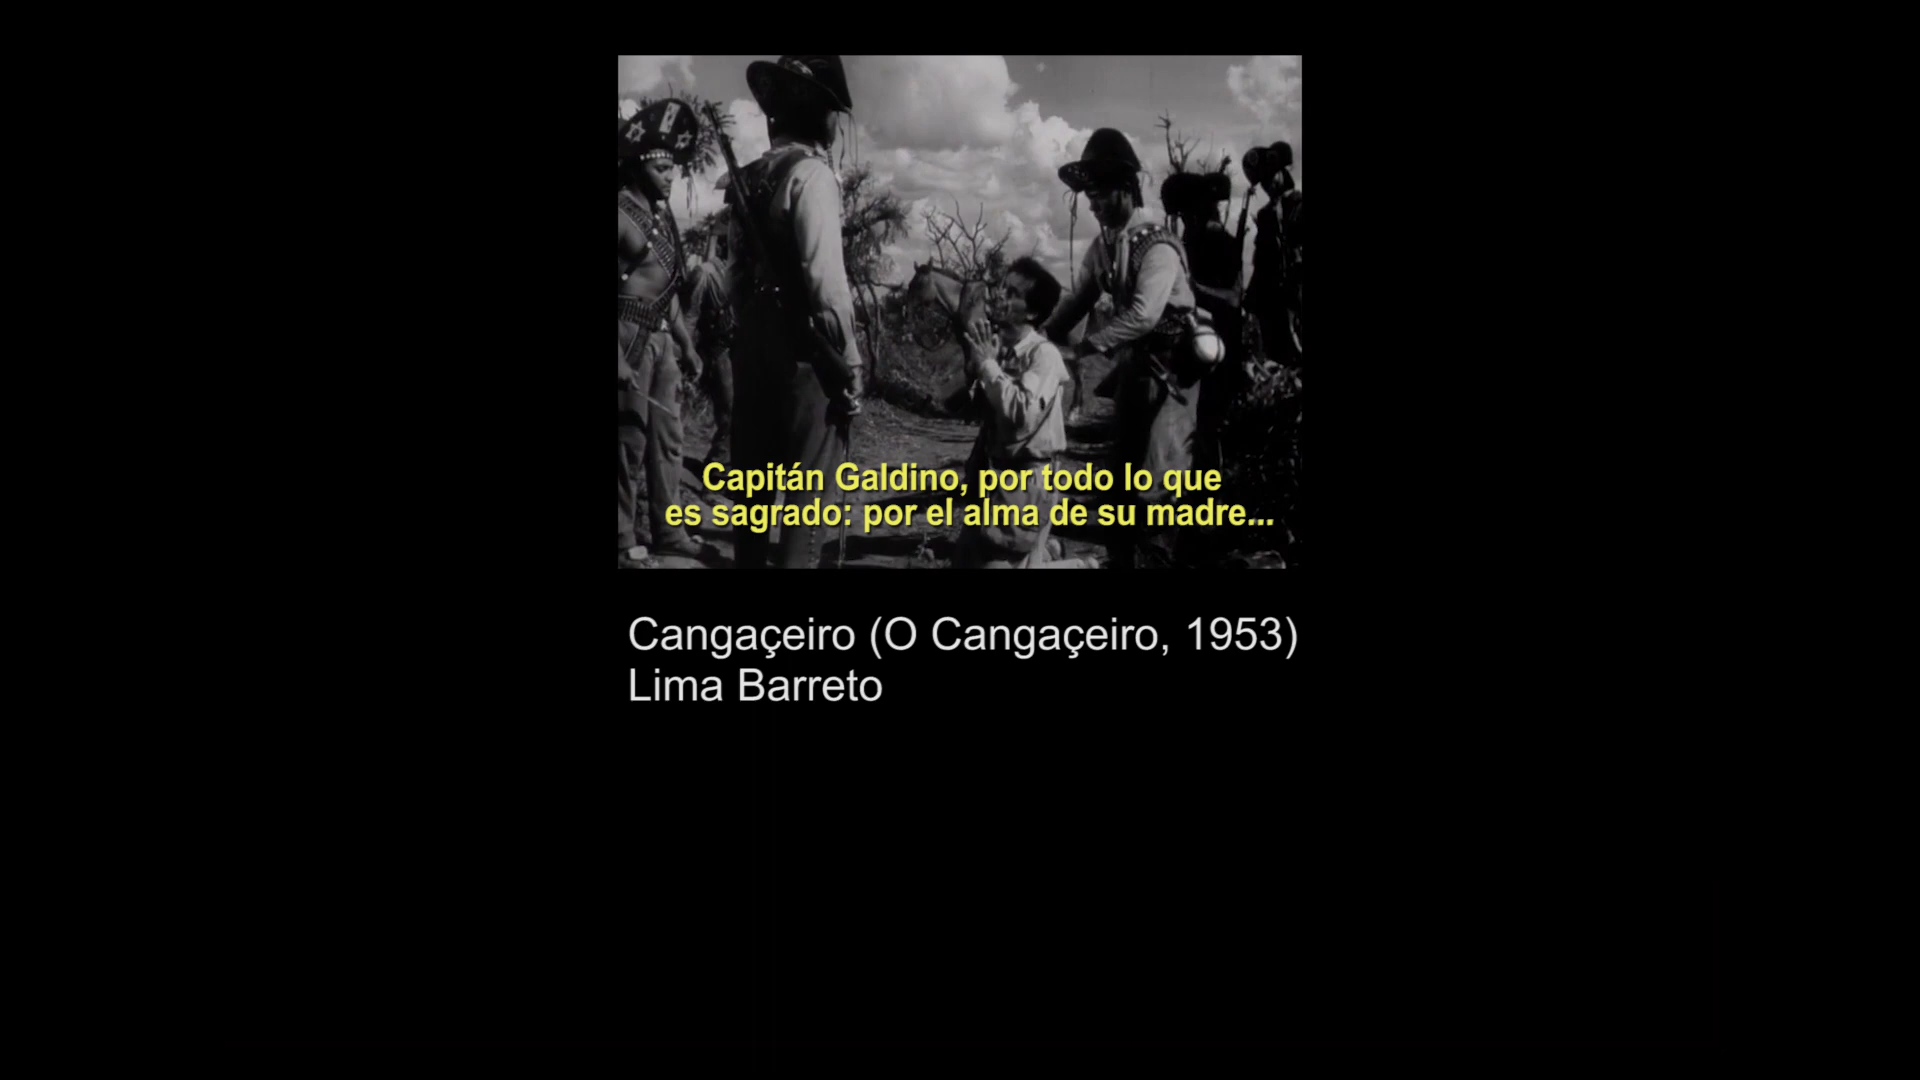 Capitán Galdino, por todo lo que
es sagrado: por el alma de su madre...
Cangaçeiro (O Cangaçeiro, 1953)
Lima Barreto